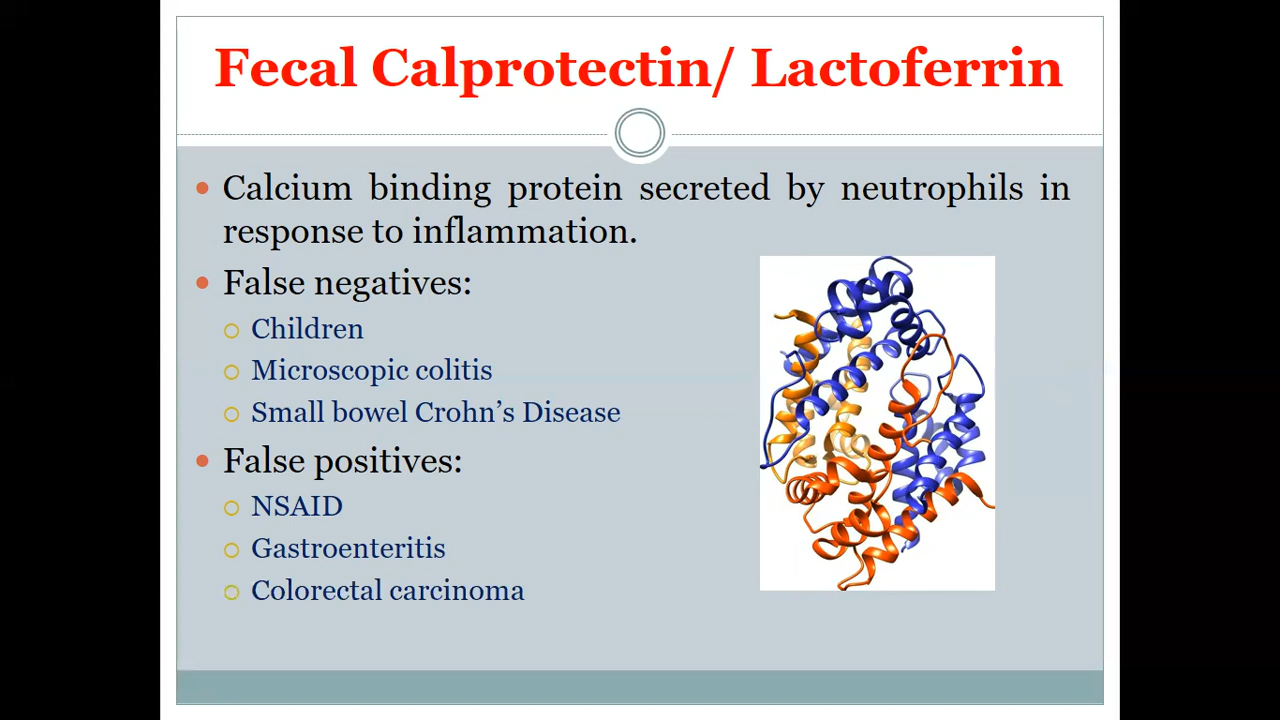 Fecal Calprotectin/ Lactoferrin
Calcium binding protein secreted by neutrophils in
response to inflammation.
False negatives:
Children
Microscopic colitis
Small bowel Crohn’s Disease
False positives:
NSAID
Gastroenteritis
Colorectal carcinoma